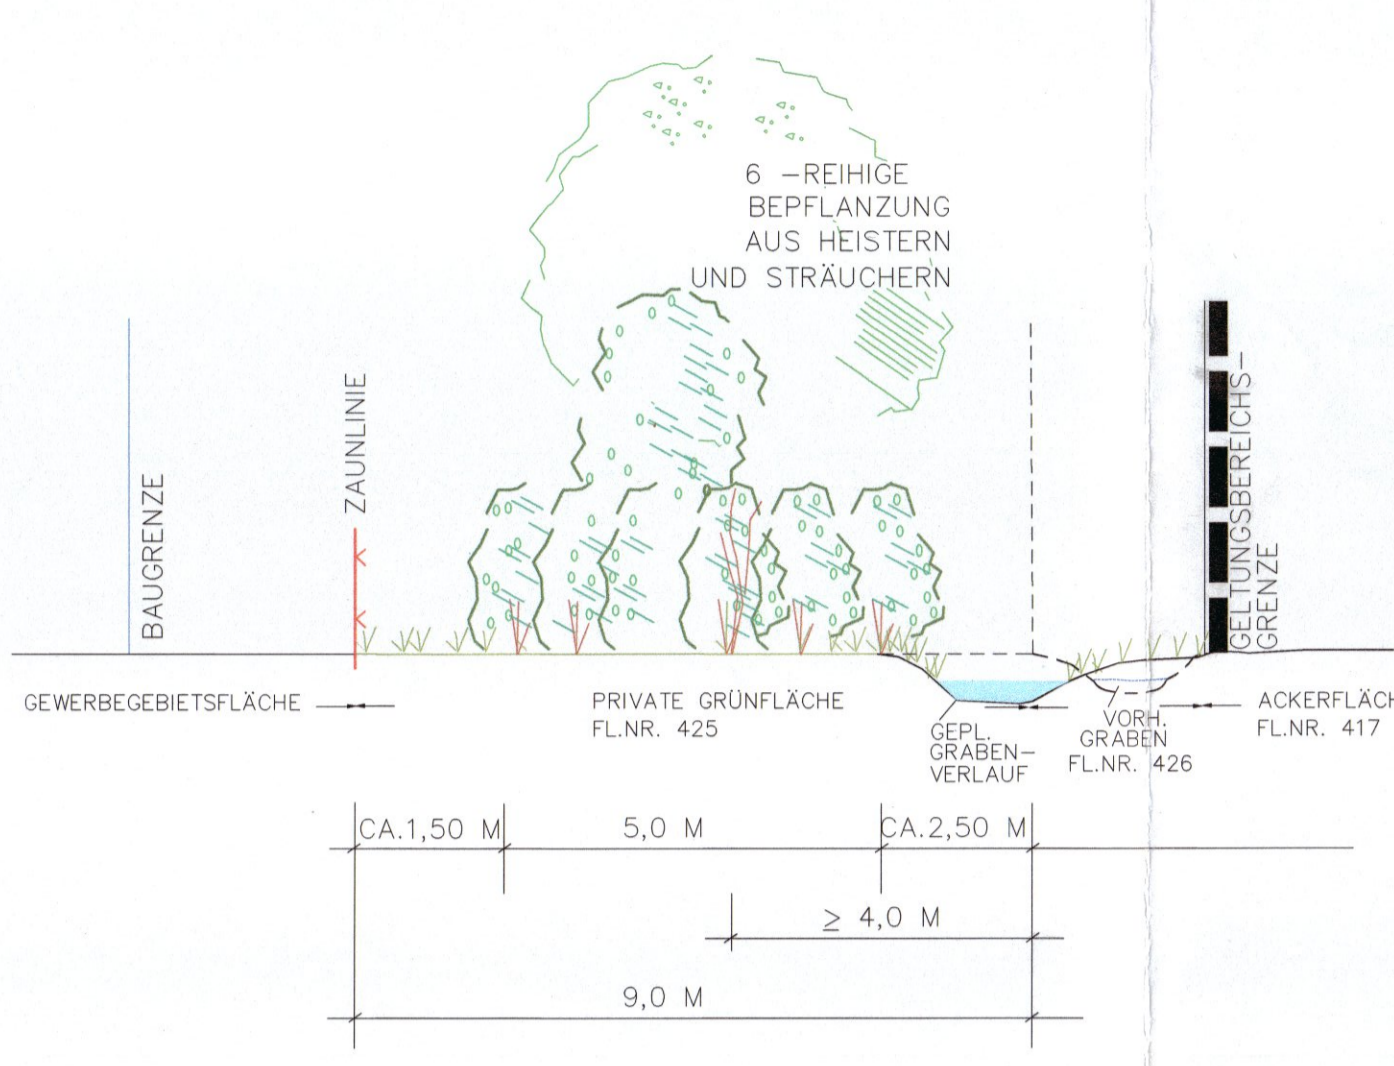 6 –REIHIGE
BEPFLANZUNG
AUS HEISTERN
UND STRÄUCHERN
BAUGRENZE
ZAUNLINIE
GELTUNGSBEREICHS–
GRENZE
GEWERBEGEBIETSFLÄCHE
PRIVATE GRÜNFLÄCHE
FL.NR. 425
GEPL.
GRABEN–
VERLAUF
VORH.
GRABEN
FL.NR. 426
ACKERFLÄCH
FL.NR. 417
CA.1,50 M
5,0 M
CA.2,50 M
≥ 4,0 M
9,0 M